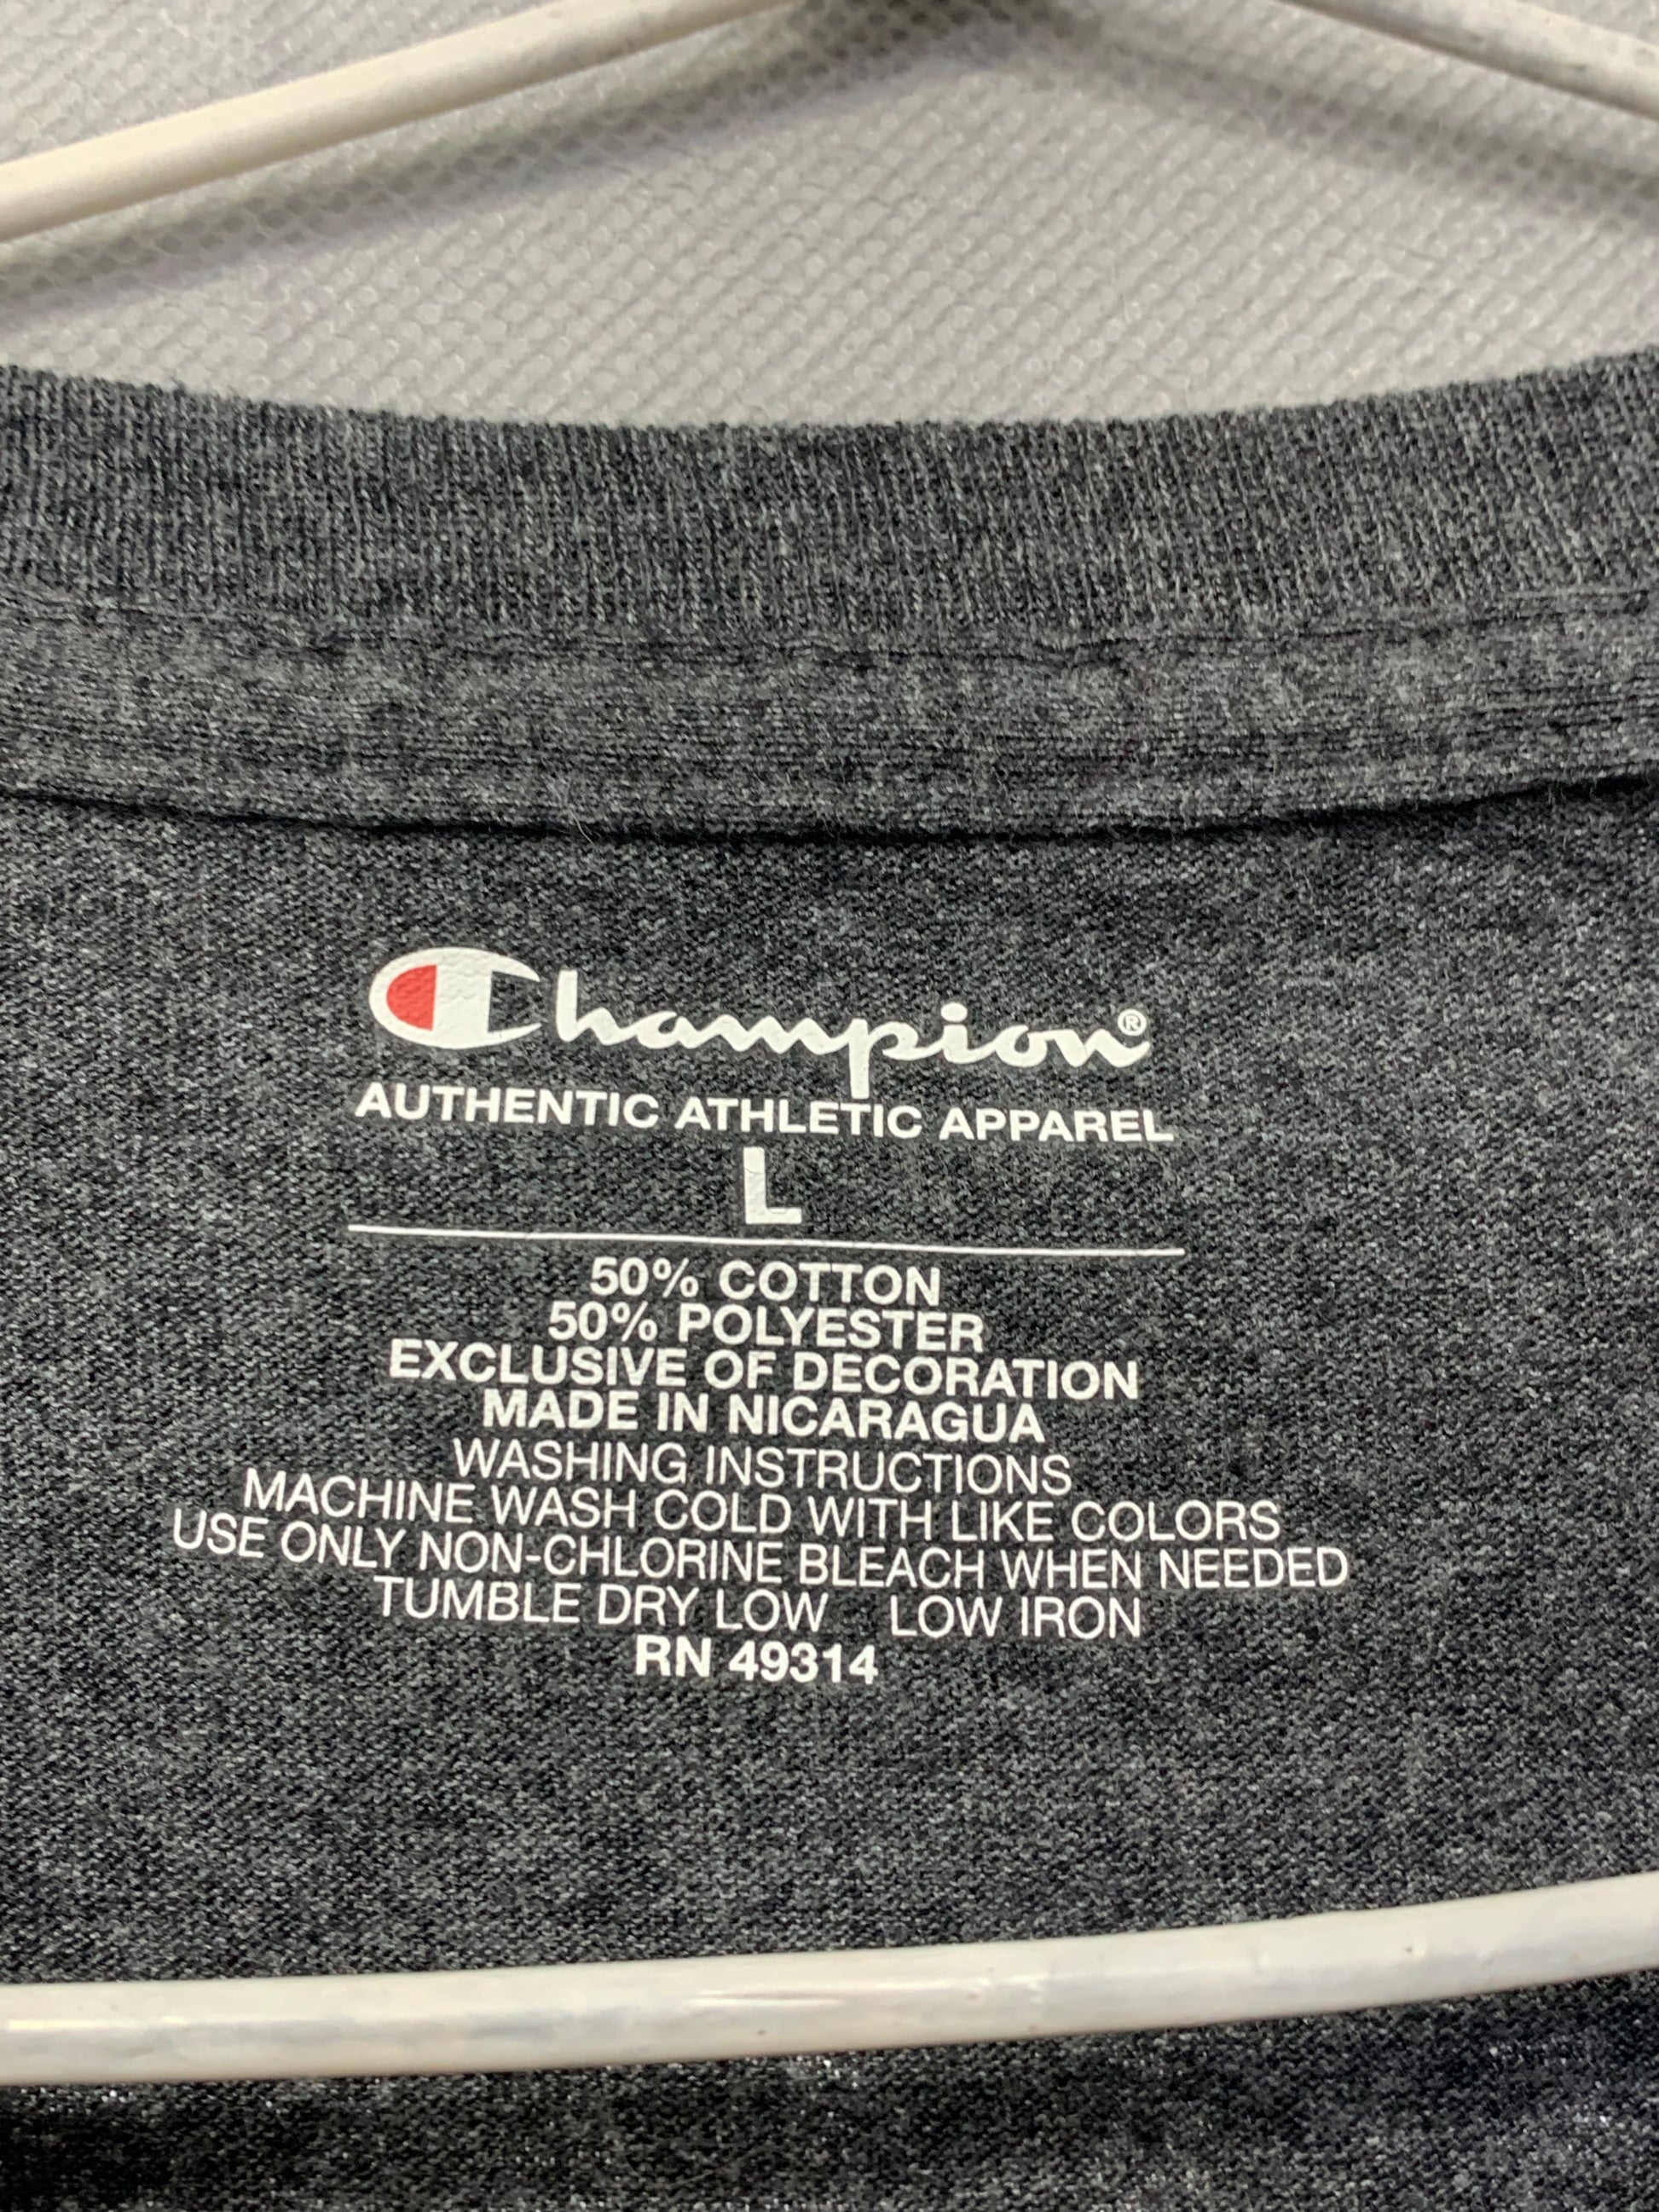 Champion®
AUTHENTIC ATHLETIC APPAREL
L
50% COTTON
50% POLYESTER
EXCLUSIVE OF DECORATION
MADE IN NICARAGUA
WASHING INSTRUCTIONS
MACHINE WASH COLD WITH LIKE COLORS
USE ONLY NON-CHLORINE BLEACH WHEN NEEDED
TUMBLE DRY LOW LOW IRON
RN 49314